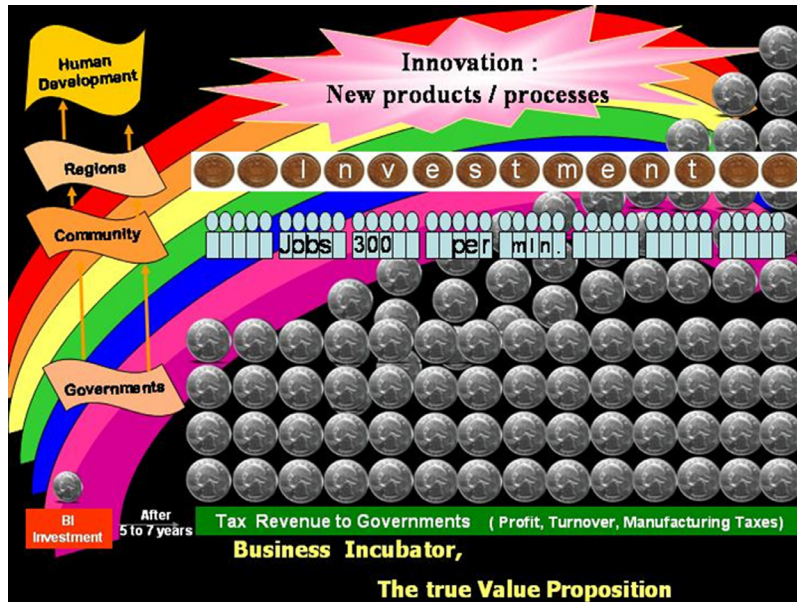 Human
Development
Innovation :
New products / processes
Regions
Investment
Community
Jobs 300 per min.
Governments
BI
Investment
After
5 to 7 years
Tax Revenue to Governments ( Profit, Turnover, Manufacturing Taxes)
Business Incubator,
The true Value Proposition